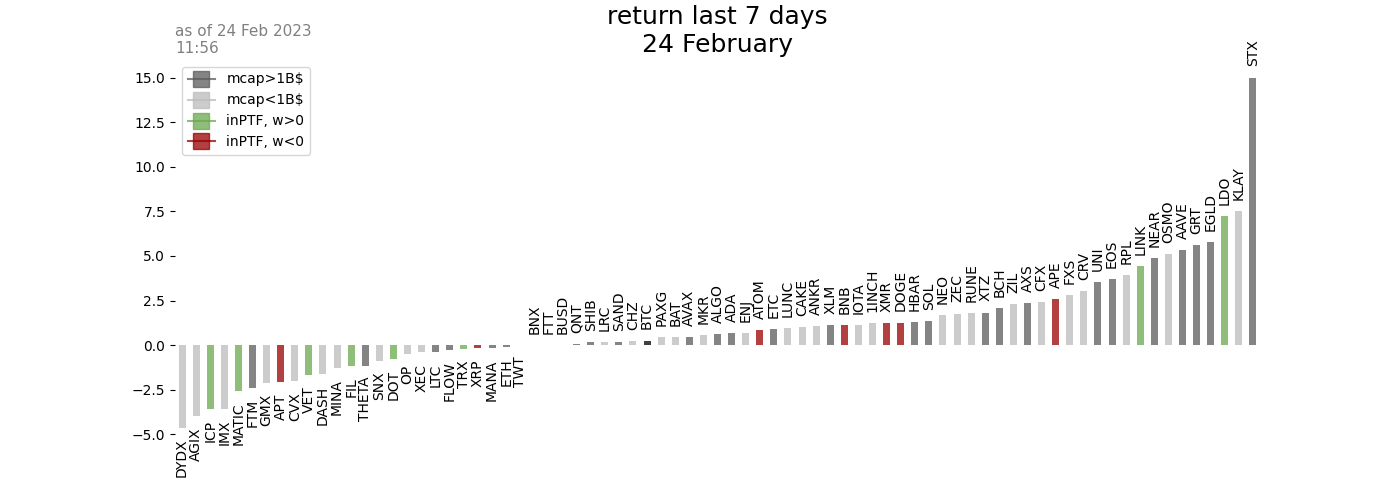 return last 7 days
24 February
as of 24 Feb 2023
11:56
mcap>1B$
mcap<1B$
inPTF, w>0
inPTF, w<0
15.0
12.5
10.0
7.5
5.0
2.5
0.0
−2.5
−5.0
DYDX
AGIX
ICP
IMX
MATIC
FTM
GMX
APT
CVX
VET
DASH
MINA
FIL
THETA
SNX
DOT
OP
XEC
LTC
FLOW
TRX
XRP
MANA
ETH
TWT
BNX
FTT
BUSD
QNT
SHIB
LRC
SAND
CHZ
BTC
PAXG
BAT
AVAX
MKR
ALGO
ADA
ENJ
ATOM
ETC
LUNC
CAKE
ANKR
XLM
BNB
IOTA
1INCH
XMR
DOGE
HBAR
SOL
NEO
ZEC
RUNE
XTZ
BCH
ZIL
AXS
CFX
APE
FXS
CRV
UNI
EOS
RPL
LINK
NEAR
OSMO
AAVE
GRT
EGLD
LDO
KLAY
STX